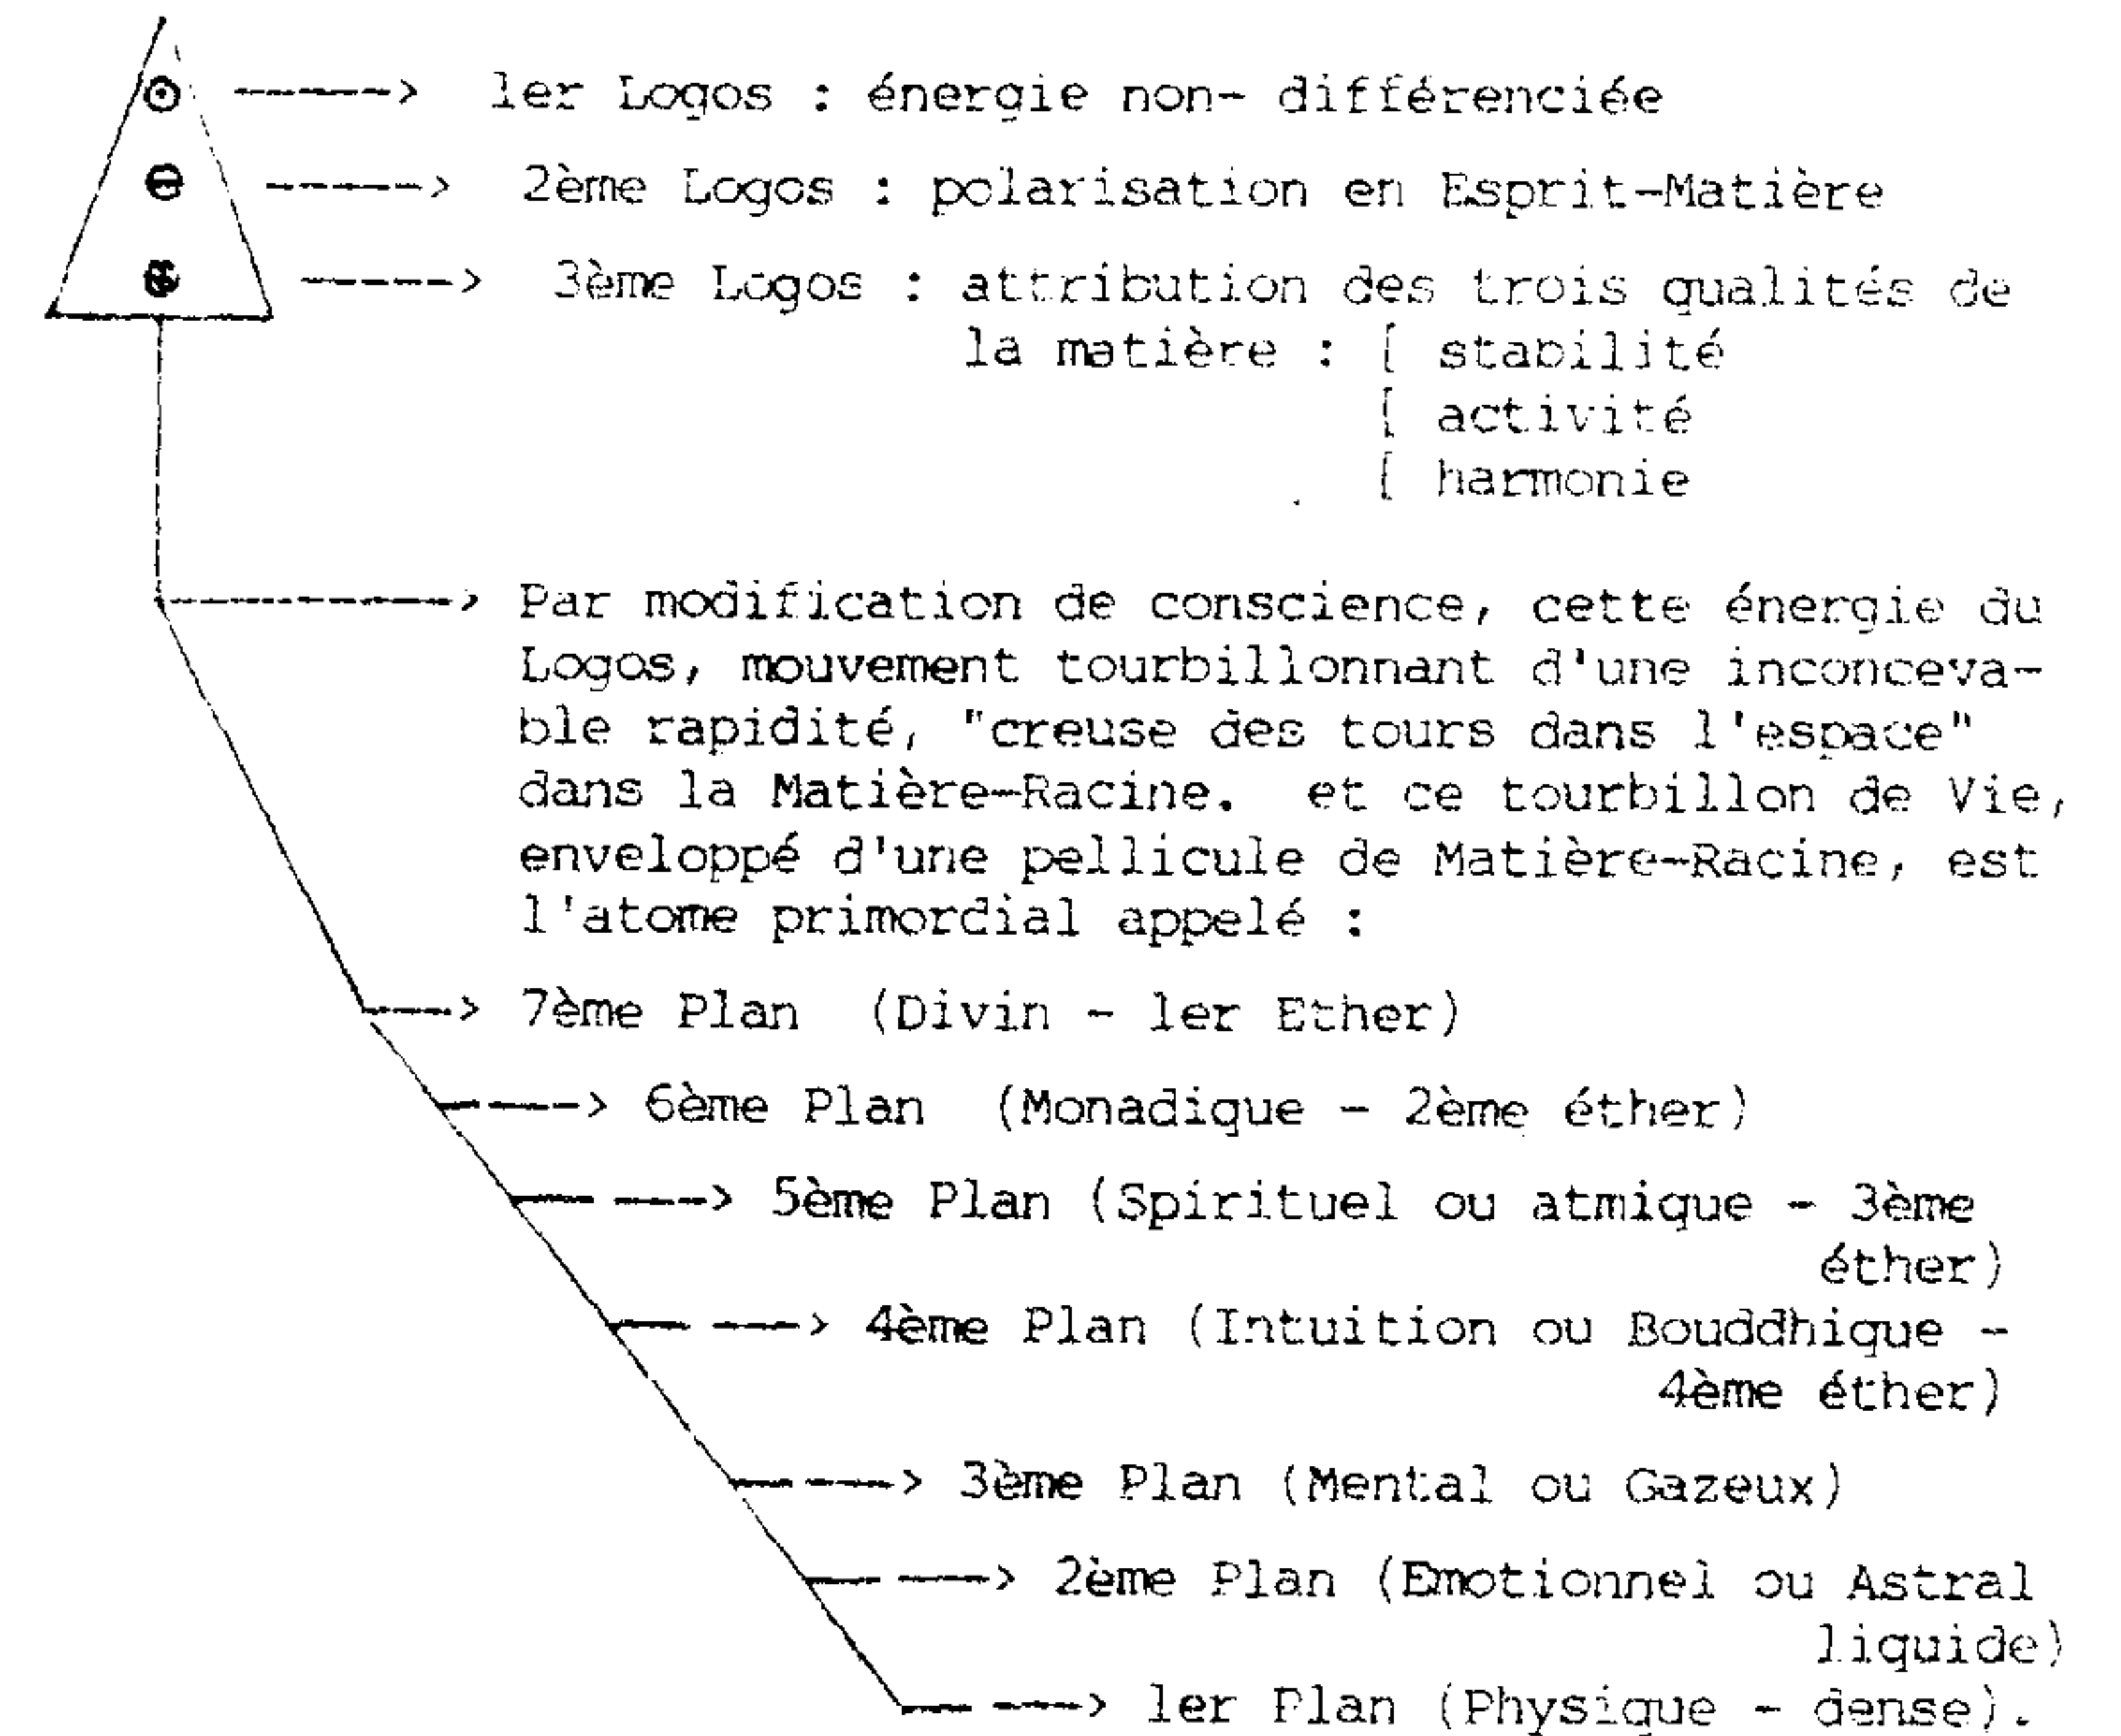 1er Logos : énergie non- différenciée
2ème Logos : polarisation en Esprit-Matière
3ème Logos : attribution des trois qualités de
la matière : [ stabilité
[ activité
[ harmonie
Par modification de conscience, cette énergie du
Logos, mouvement tourbillonnant d'une inconceva-
ble rapidité, "creuse des tours dans l'espace"
dans la Matière-Racine. et ce tourbillon de Vie,
enveloppé d'une pellicule de Matière-Racine, est
l'atome primordial appelé :
7ème Plan (Divin - 1er Ether)
6ème Plan (Monadique - 2ème éther)
5ème Plan (Spirituel ou atmique - 3ème
éther)
4ème Plan (Intuition ou Bouddhique -
4ème éther)
3ème Plan (Mental ou Gazeux)
2ème Plan (Emotionnel ou Astral
liquide)
1er Plan (Physique - dense).